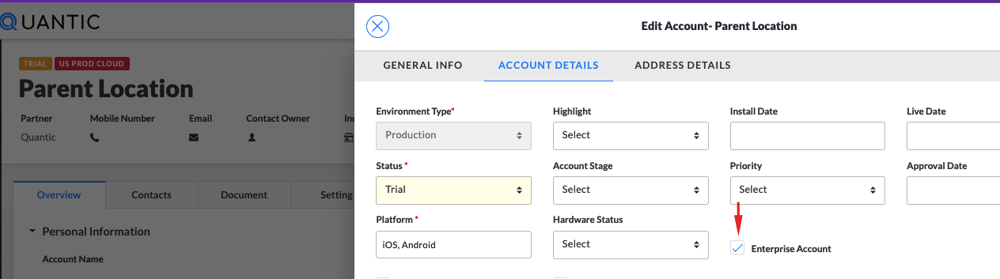 QUANTIC
TRIAL US PROD CLOUD
Parent Location
Partner Mobile Number Email Contact Owner
Quantic
Overview Contacts Document Setting
Personal Information
Account Name
Edit Account- Parent Location
GENERAL INFO ACCOUNT DETAILS ADDRESS DETAILS
Environment Type* Highlight Install Date Live Date
Production Select
Status * Account Stage Priority Approval Date
Trial Select Select
Platform * Hardware Status
iOS, Android Select Enterprise Account